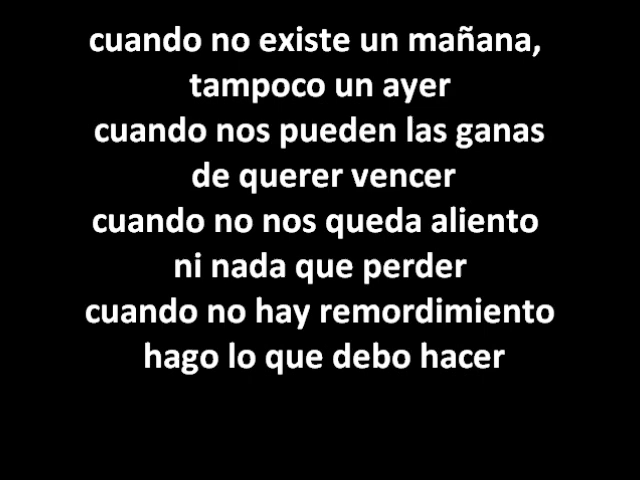 cuando no existe un mañana,
tampoco un ayer
cuando nos pueden las ganas
de querer vencer
cuando no nos queda aliento
ni nada que perder
cuando no hay remordimiento
hago lo que debo hacer